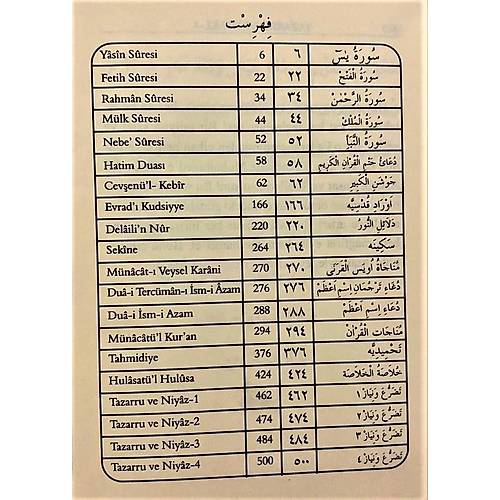 فِهْرِسْت
Yâsîn Sûresi 6 ٦ سُورَةُ يٰسٓ
Fetih Sûresi 22 ٢٢ سُورَةُ الْفَتْحِ
Rahmân Sûresi 34 ٣٤ سُورَةُ الرَّحْمٰنِ
Mülk Sûresi 44 ٤٤ سُورَةُ الْمُلْكِ
Nebe' Sûresi 52 ٥٢ سُورَةُ النَّبَاِ
Hatim Duası 58 ٥٨ دُعَائُ خَتْمِ الْقُرْاٰنِ الْكَرِيمِ
Cevşenü'l- Kebîr 62 ٦٢ جَوْشَنُ الْكَبِيرِ
Evrad'ı Kudsiyye 166 ١٦٦ اَوْرَادِ قُدْسِيَّه
Delâili'n Nûr 220 ٢٢٠ دَلَائِلِ النُّورِ
Sekîne 264 ٢٦٤ سَكِينَه
Münâcât-ı Veysel Karâni 270 ٢٧٠ مُنَاجَاةِ اُوَيْسِ الْقَرَنِى
Duâ-i Tercümân-ı İsm-i Âzam 276 ٢٧٦ دُعَاءِ تَرْجُمَانِ اِسْمِ اَعْظَمْ
Duâ-i İsm-i Azam 288 ٢٨٨ دُعَاءِ اِسْمِ اَعْظَمْ
Münâcâtü'l Kur'an 294 ٢٩٤ مُنَاجَاتُ الْقُرْاٰنِ
Tahmidiye 376 ٣٧٦ تَحْمِيدِيَّه
Hulâsatü'l Hulûsa 424 ٤٢٤ خُلَاصَةُ الْخُلَاصَةِ
Tazarru ve Niyâz-1 462 ٤٦٢ تَضَرُّعْ وَنِيَازْ ١
Tazarru ve Niyâz-2 474 ٤٧٤ تَضَرُّعْ وَنِيَازْ ٢
Tazarru ve Niyâz-3 484 ٤٨٤ تَضَرُّعْ وَنِيَازْ ٣
Tazarru ve Niyâz-4 500 ٥٠٠ تَضَرُّعْ وَنِيَازْ ٤